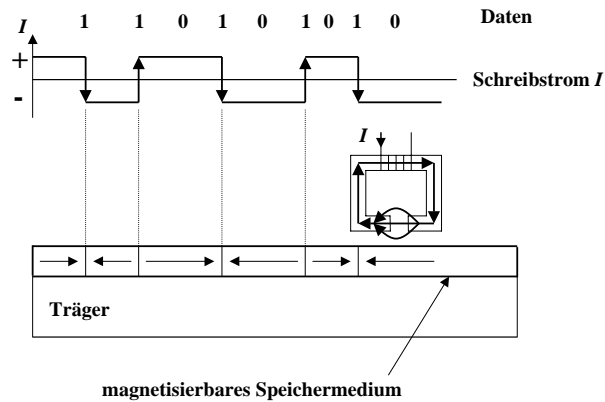 I 1 1 0 1 0 1 0 1 0 Daten
+
Schreibstrom I
-
I
Träger
magnetisierbares Speichermedium